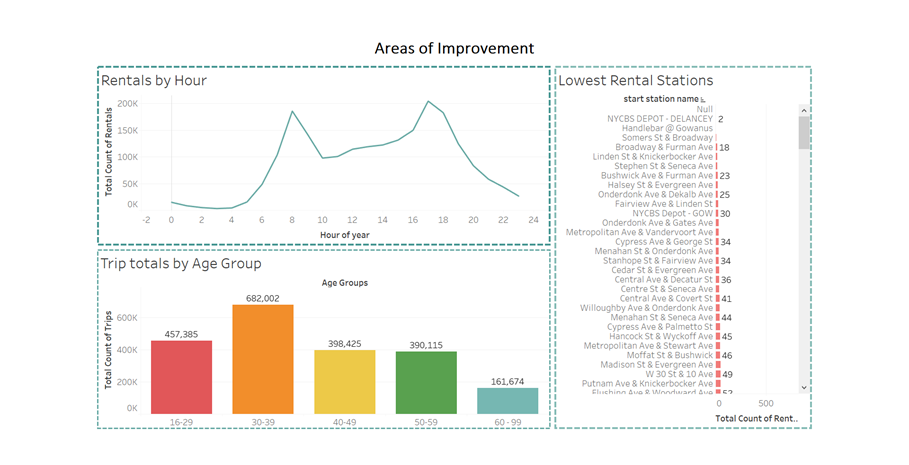 Areas of Improvement
Rentals by Hour
Total Count of Rentals
200K
150K
100K
50K
0K
-2 0 2 4 6 8 10 12 14 16 18 20 22 24
Hour of year
Trip totals by Age Group
Age Groups
Total Count of Trips
600K
400K
200K
0K
457,385
682,002
398,425
390,115
161,674
16-29 30-39 40-49 50-59 60 - 99
Lowest Rental Stations
start station name
Null
NYCBS DEPOT - DELANCEY 2
Handlebar @ Gowanus
Somers St & Broadway
Broadway & Furman Ave 18
Linden St & Knickerbocker Ave
Stephen St & Seneca Ave
Bushwick Ave & Furman Ave 23
Halsey St & Evergreen Ave
Onderdonk Ave & Dekalb Ave 25
Fairview Ave & Linden St
NYCBS Depot - GOW 30
Onderdonk Ave & Gates Ave
Metropolitan Ave & Vandervoort Ave
Cypress Ave & George St 34
Menahan St & Onderdonk Ave
Stanhope St & Fairview Ave 34
Cedar St & Evergreen Ave
Central Ave & Decatur St 36
Centre St & Seneca Ave
Central Ave & Covert St 41
Willoughby Ave & Onderdonk Ave
Menahan St & Seneca Ave 44
Cypress Ave & Palmetto St
Hancock St & Wyckoff Ave 45
Metropolitan Ave & Stewart Ave
Moffat St & Bushwick 46
Madison St & Evergreen Ave
W 30 St & 10 Ave 49
Putnam Ave & Knickerbocker Ave
Flushing Ave & Woodward Ave 52
0 500
Total Count of Rent..